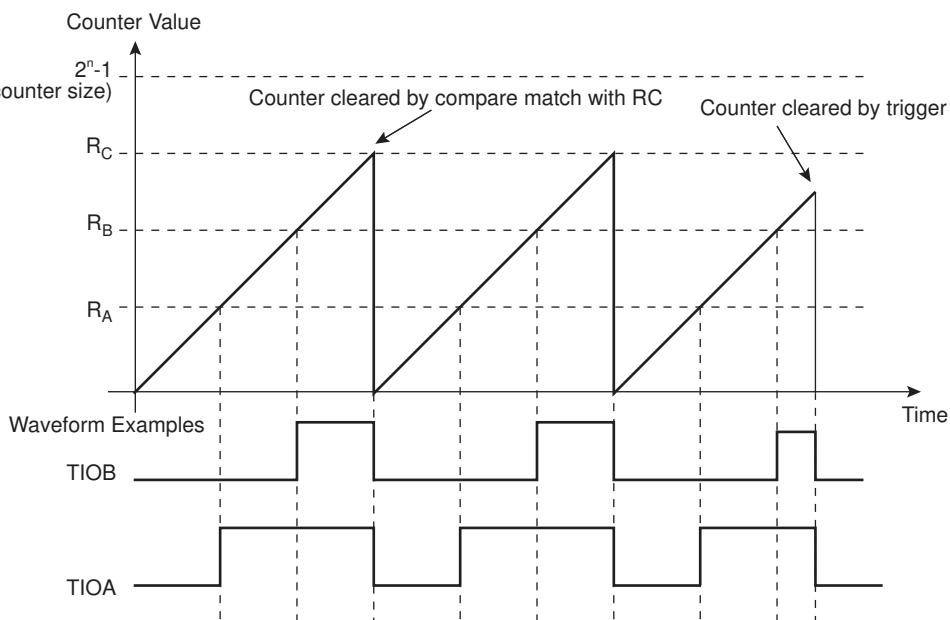 Counter Value
2ⁿ-1
counter size)
Counter cleared by compare match with RC
Counter cleared by trigger
R_C
R_B
R_A
Time
Waveform Examples
TIOB
TIOA